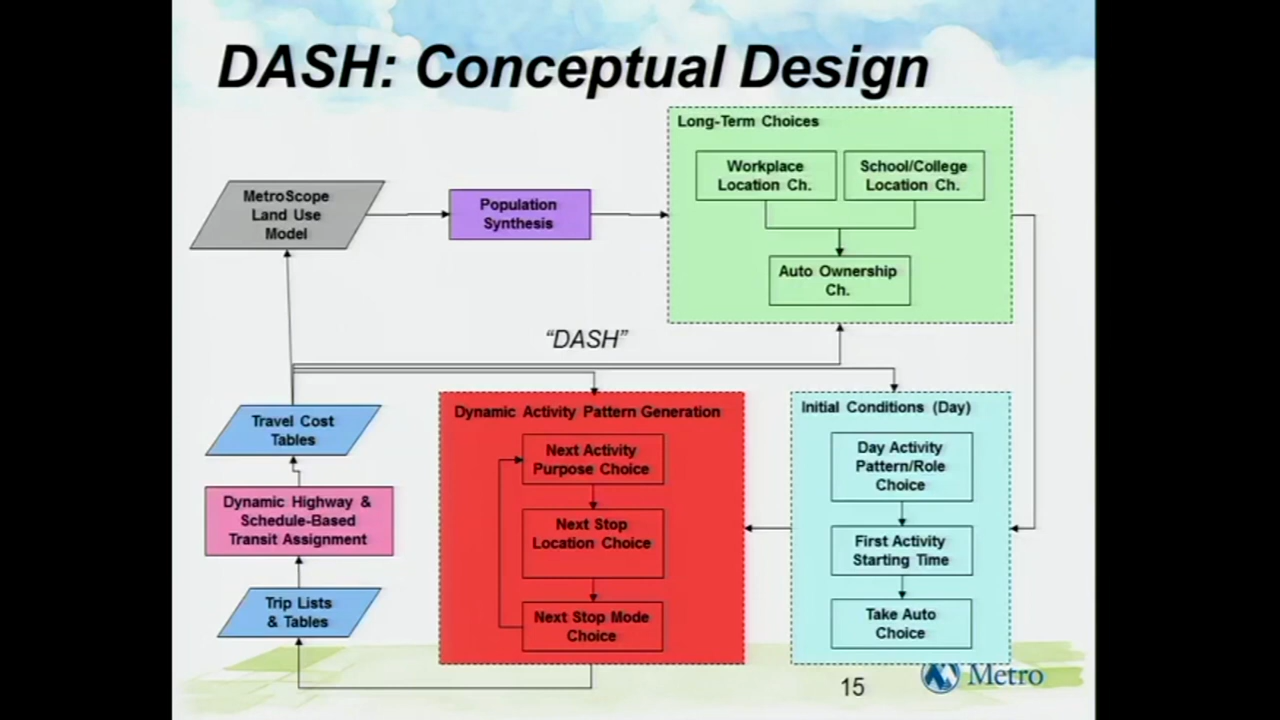 DASH: Conceptual Design
Long-Term Choices
Workplace
Location Ch.
School/College
Location Ch.
Auto Ownership
Ch.
MetroScope
Land Use
Model
Population
Synthesis
“DASH”
Travel Cost
Tables
Dynamic Highway &
Schedule-Based
Transit Assignment
Trip Lists
& Tables
Dynamic Activity Pattern Generation
Next Activity
Purpose Choice
Next Stop
Location Choice
Next Stop Mode
Choice
Initial Conditions (Day)
Day Activity
Pattern/Role
Choice
First Activity
Starting Time
Take Auto
Choice
15
Metro